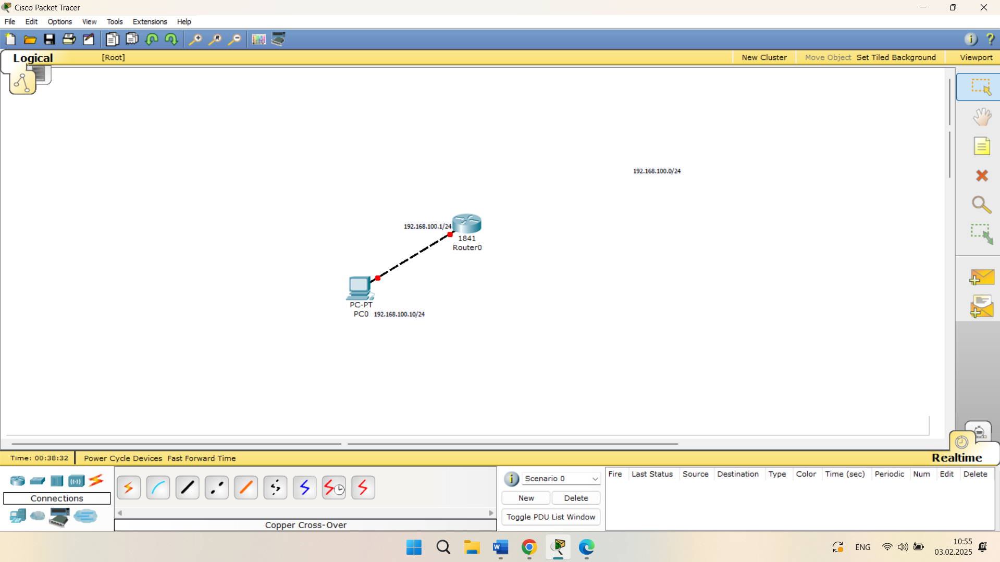 Cisco Packet Tracer
File Edit Options View Tools Extensions Help
Logical [Root] New Cluster Move Object Set Tiled Background Viewport
192.168.100.0/24
192.168.100.1/24
1841
Router0
PC-PT
PC0 192.168.100.10/24
Time: 00:38:32 Power Cycle Devices Fast Forward Time Realtime
Connections
Copper Cross-Over
Scenario 0
New Delete
Toggle PDU List Window
Fire Last Status Source Destination Type Color Time (sec) Periodic Num Edit Delete
ENG
10:55
03.02.2025